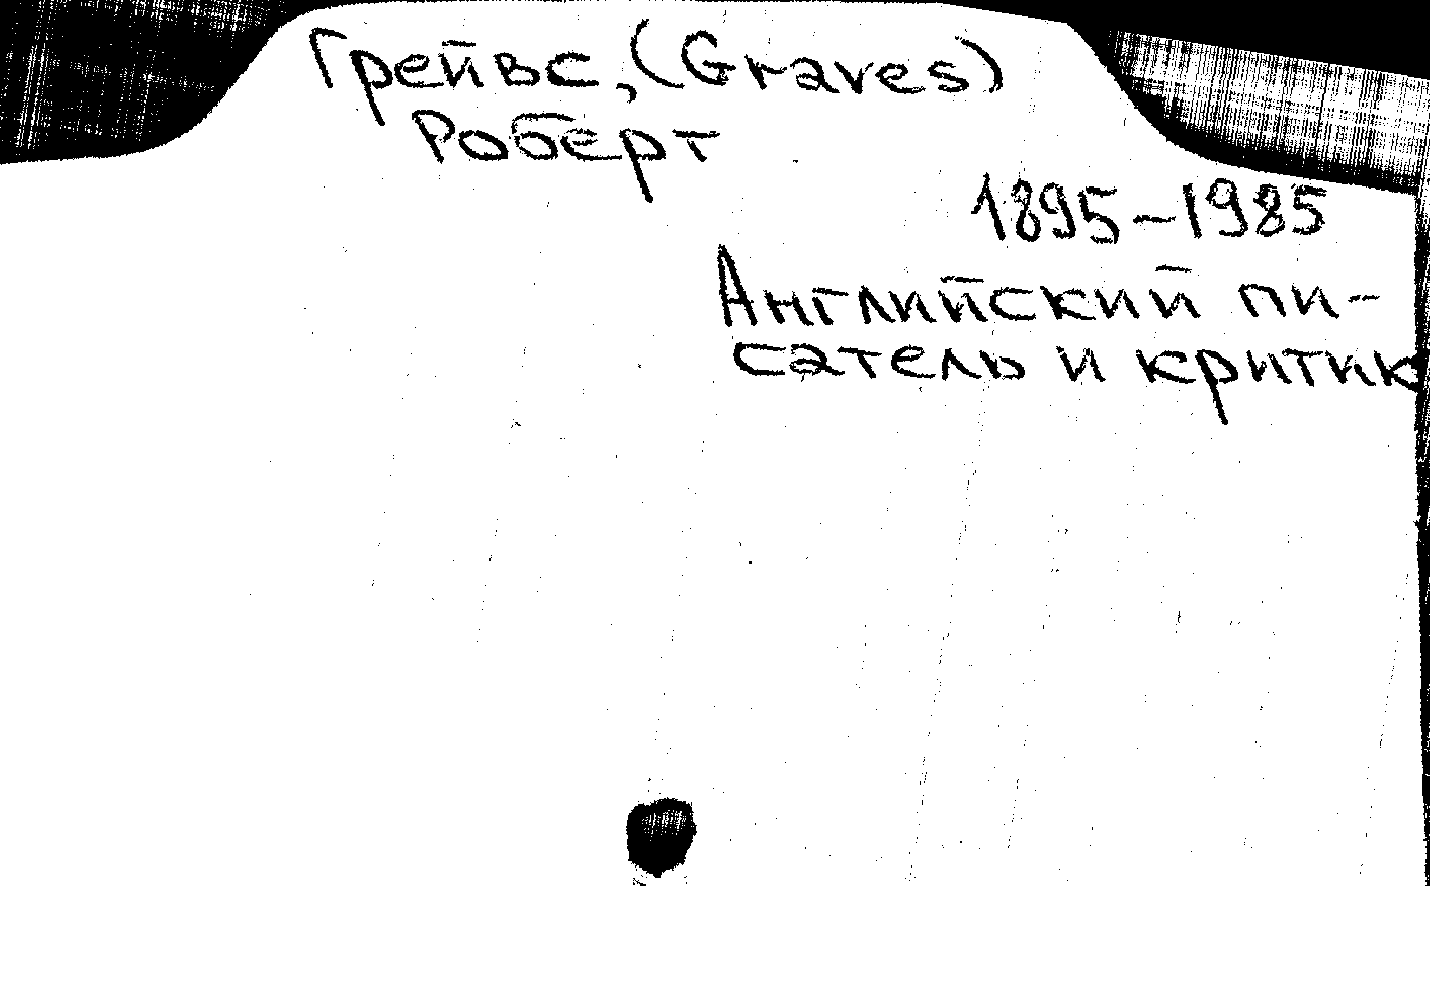 Грейвс, (Graves)
Роберт
1895-1985
Английский пи-
сатель и критик